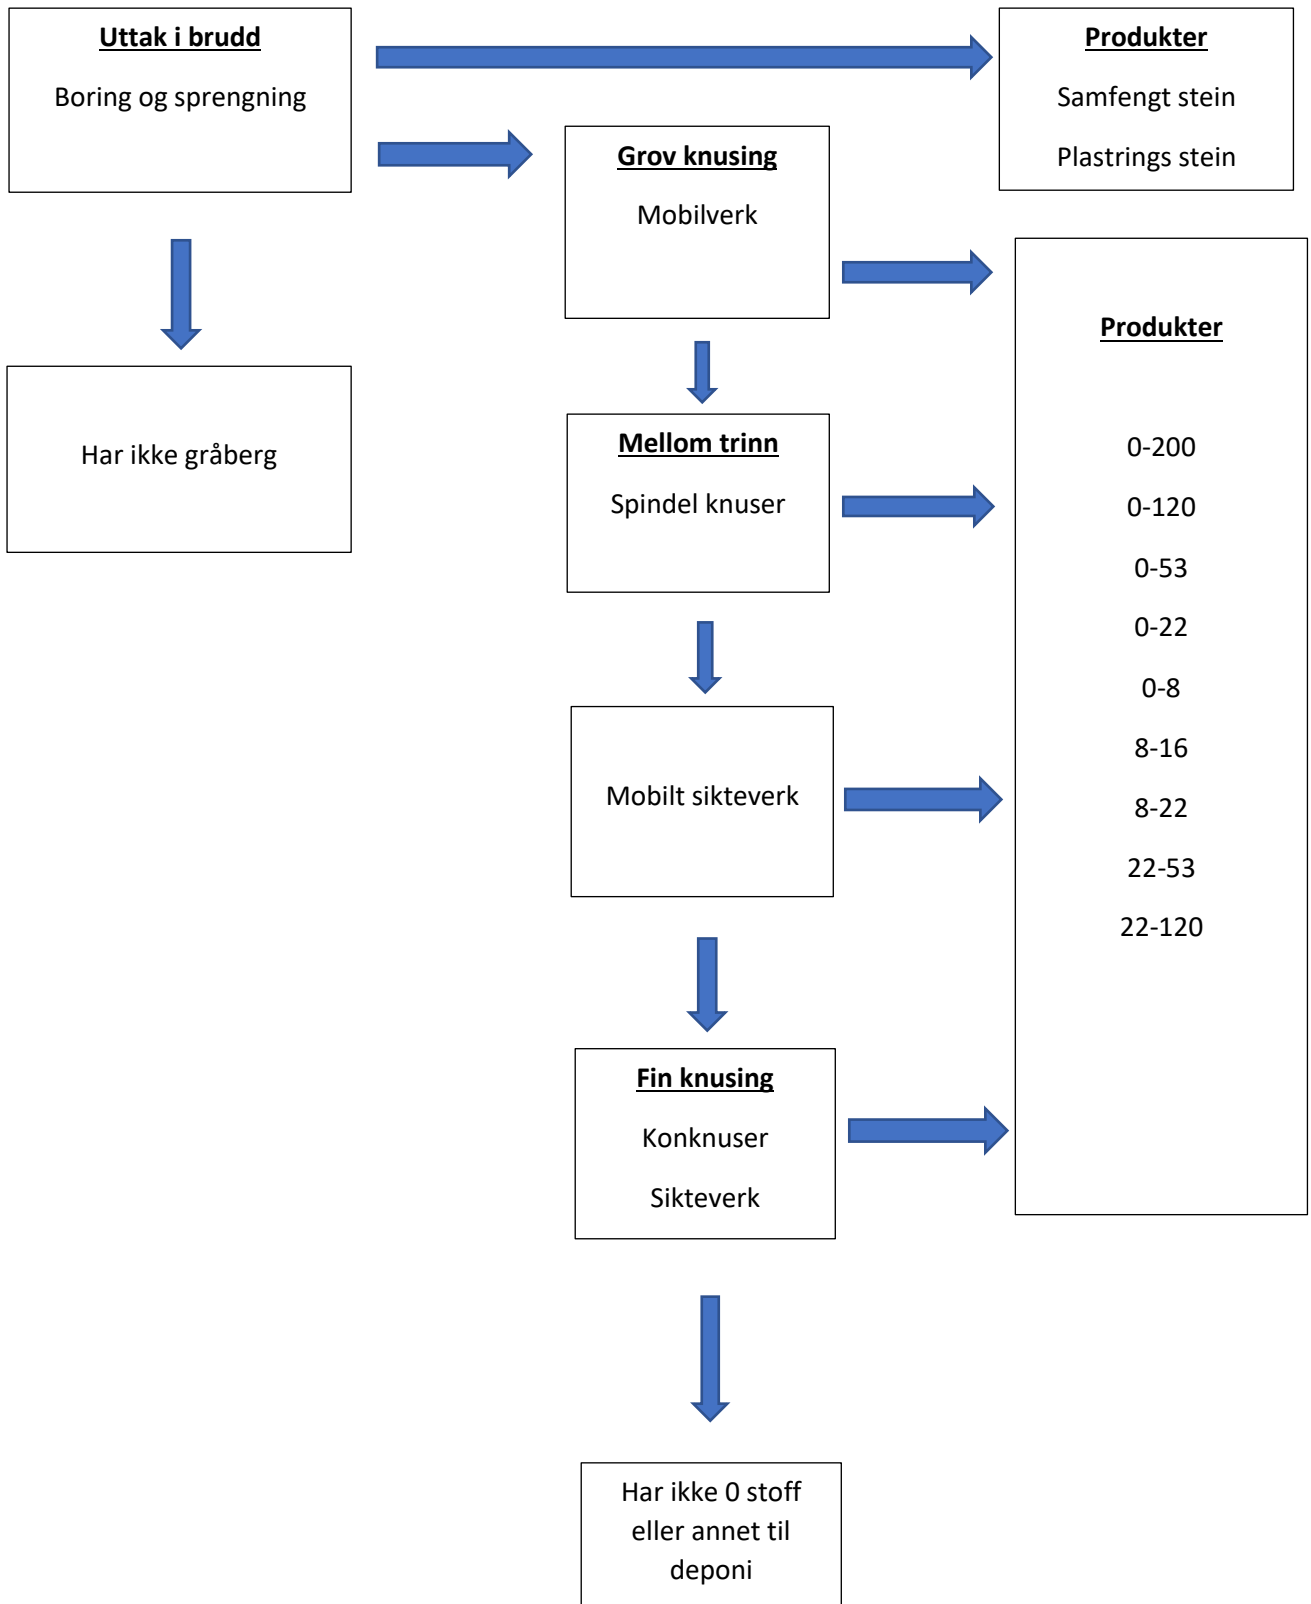 Uttak i brudd
Boring og sprengning
Produkter
Samfengt stein
Plastrings stein
Grov knusing
Mobilverk
Har ikke gråberg
Mellom trinn
Spindel knuser
Mobilt sikteverk
Fin knusing
Konknuser
Sikteverk
Har ikke 0 stoff
eller annet til
deponi
Produkter
0-200
0-120
0-53
0-22
0-8
8-16
8-22
22-53
22-120